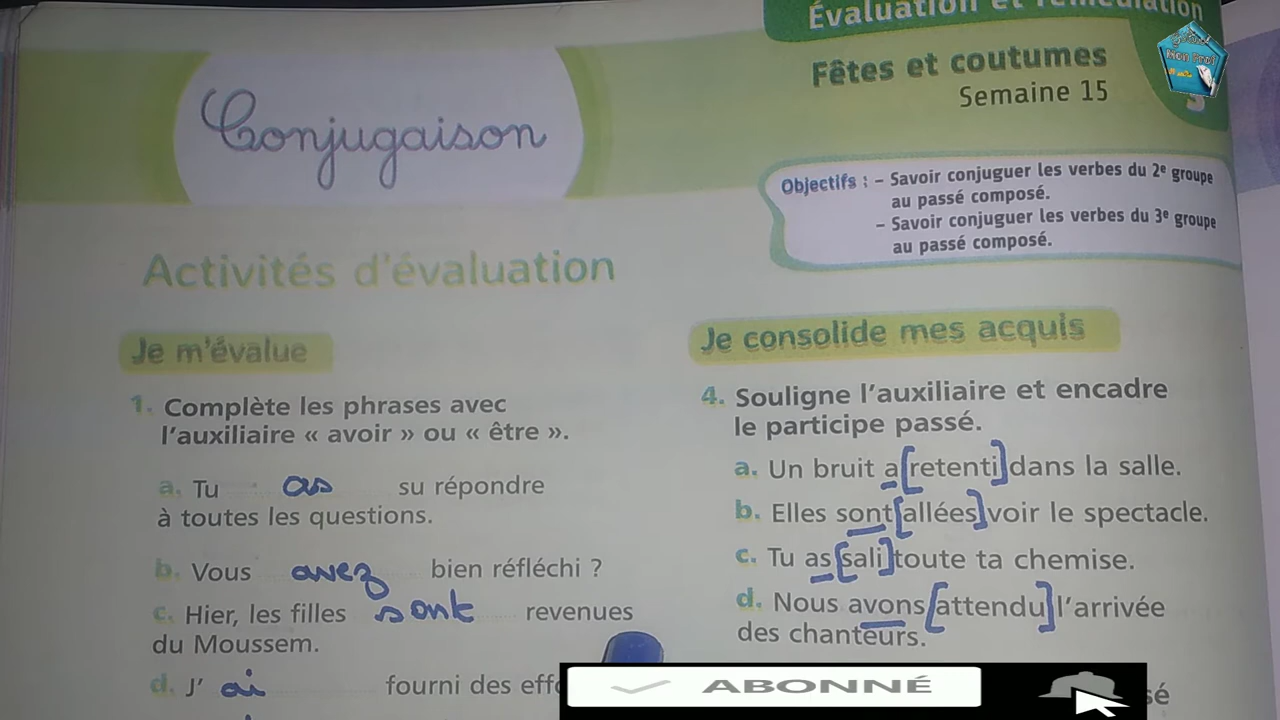 Évaluation et remédiation
Fêtes et coutumes
Semaine 15
Conjugaison
Objectifs : – Savoir conjuguer les verbes du 2e groupe
au passé composé.
– Savoir conjuguer les verbes du 3e groupe
au passé composé.
Activités d'évaluation
Je m'évalue
1. Complète les phrases avec
l'auxiliaire « avoir » ou « être ».
a. Tu as su répondre
à toutes les questions.
b. Vous avez bien réfléchi ?
c. Hier, les filles sont revenues
du Moussem.
d. J' ai fourni des
Je consolide mes acquis
4. Souligne l'auxiliaire et encadre
le participe passé.
a. Un bruit a [retenti] dans la salle.
b. Elles sont [allées] voir le spectacle.
c. Tu as [sali] toute ta chemise.
d. Nous avons [attendu] l'arrivée
des chanteurs.
ABONNÉ